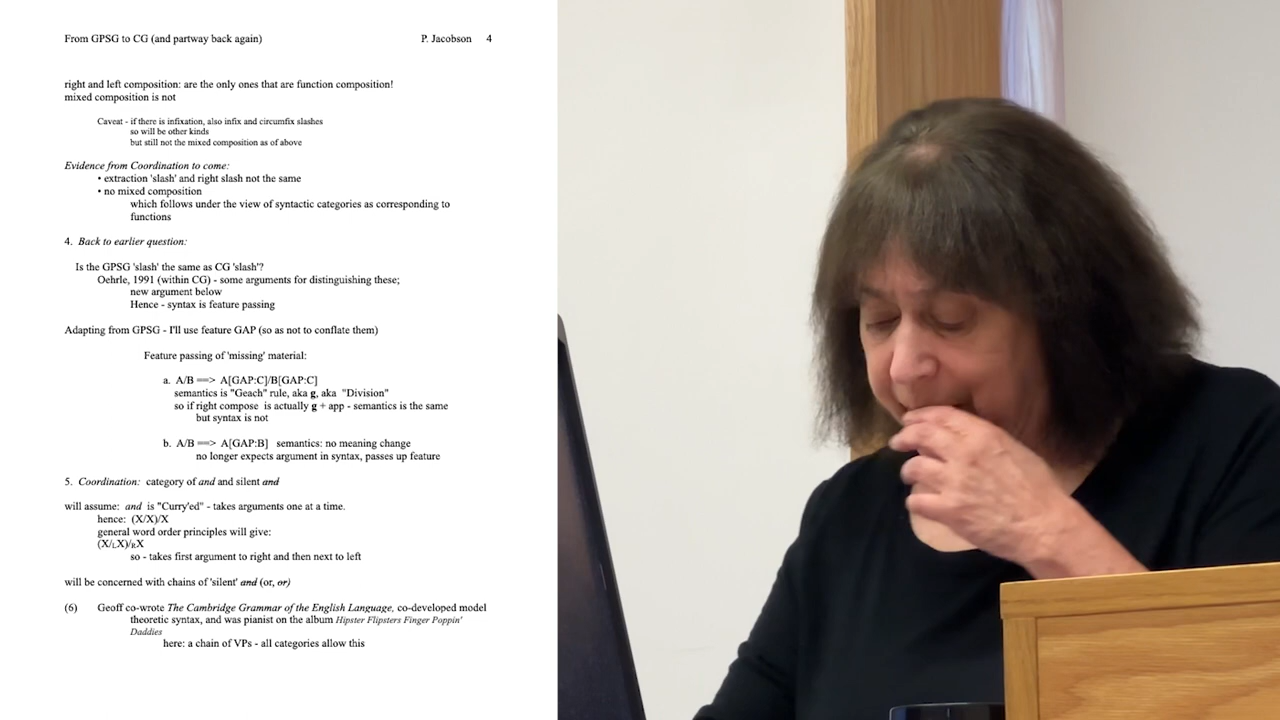 From GPSG to CG (and partway back again) P. Jacobson 4
right and left composition: are the only ones that are function composition!
mixed composition is not
Caveat - if there is infixation, also infix and circumfix slashes
so will be other kinds
but still not the mixed composition as of above
Evidence from Coordination to come:
• extraction 'slash' and right slash not the same
• no mixed composition
which follows under the view of syntactic categories as corresponding to
functions
4. Back to earlier question:
Is the GPSG 'slash' the same as CG 'slash'?
Oehrle, 1991 (within CG) - some arguments for distinguishing these;
new argument below
Hence - syntax is feature passing
Adapting from GPSG - I'll use feature GAP (so as not to conflate them)
Feature passing of 'missing' material:
a. A/B ==> A[GAP:C]/B[GAP:C]
semantics is "Geach" rule, aka g, aka "Division"
so if right compose is actually g + app - semantics is the same
but syntax is not
b. A/B ==> A[GAP:B] semantics: no meaning change
no longer expects argument in syntax, passes up feature
5. Coordination: category of and and silent and
will assume: and is "Curry'ed" - takes arguments one at a time.
hence: (X/X)/X
general word order principles will give:
(X/LX)/RX
so - takes first argument to right and then next to left
will be concerned with chains of 'silent' and (or, or)
(6) Geoff co-wrote The Cambridge Grammar of the English Language, co-developed model
theoretic syntax, and was pianist on the album Hipster Flipsters Finger Poppin'
Daddies
here: a chain of VPs - all categories allow this